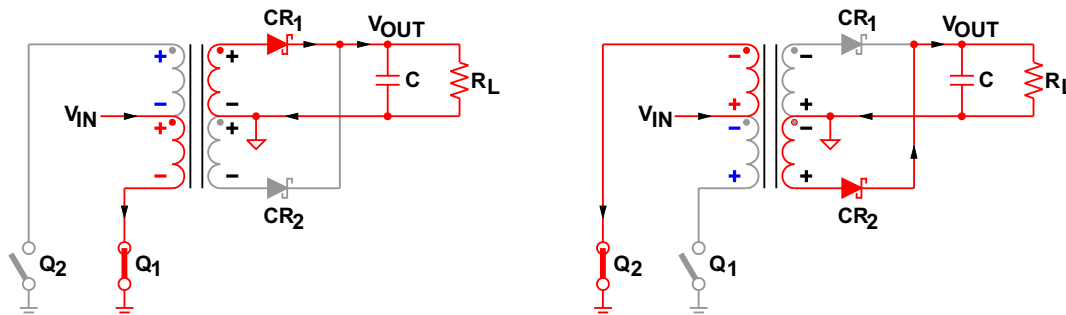 CR1
VOUT
+ +
C
RL
− −
VIN
+ +
− −
CR2
Q2
Q1
CR1
VOUT
− −
C
RL
+ +
VIN
− −
+ +
CR2
Q2
Q1